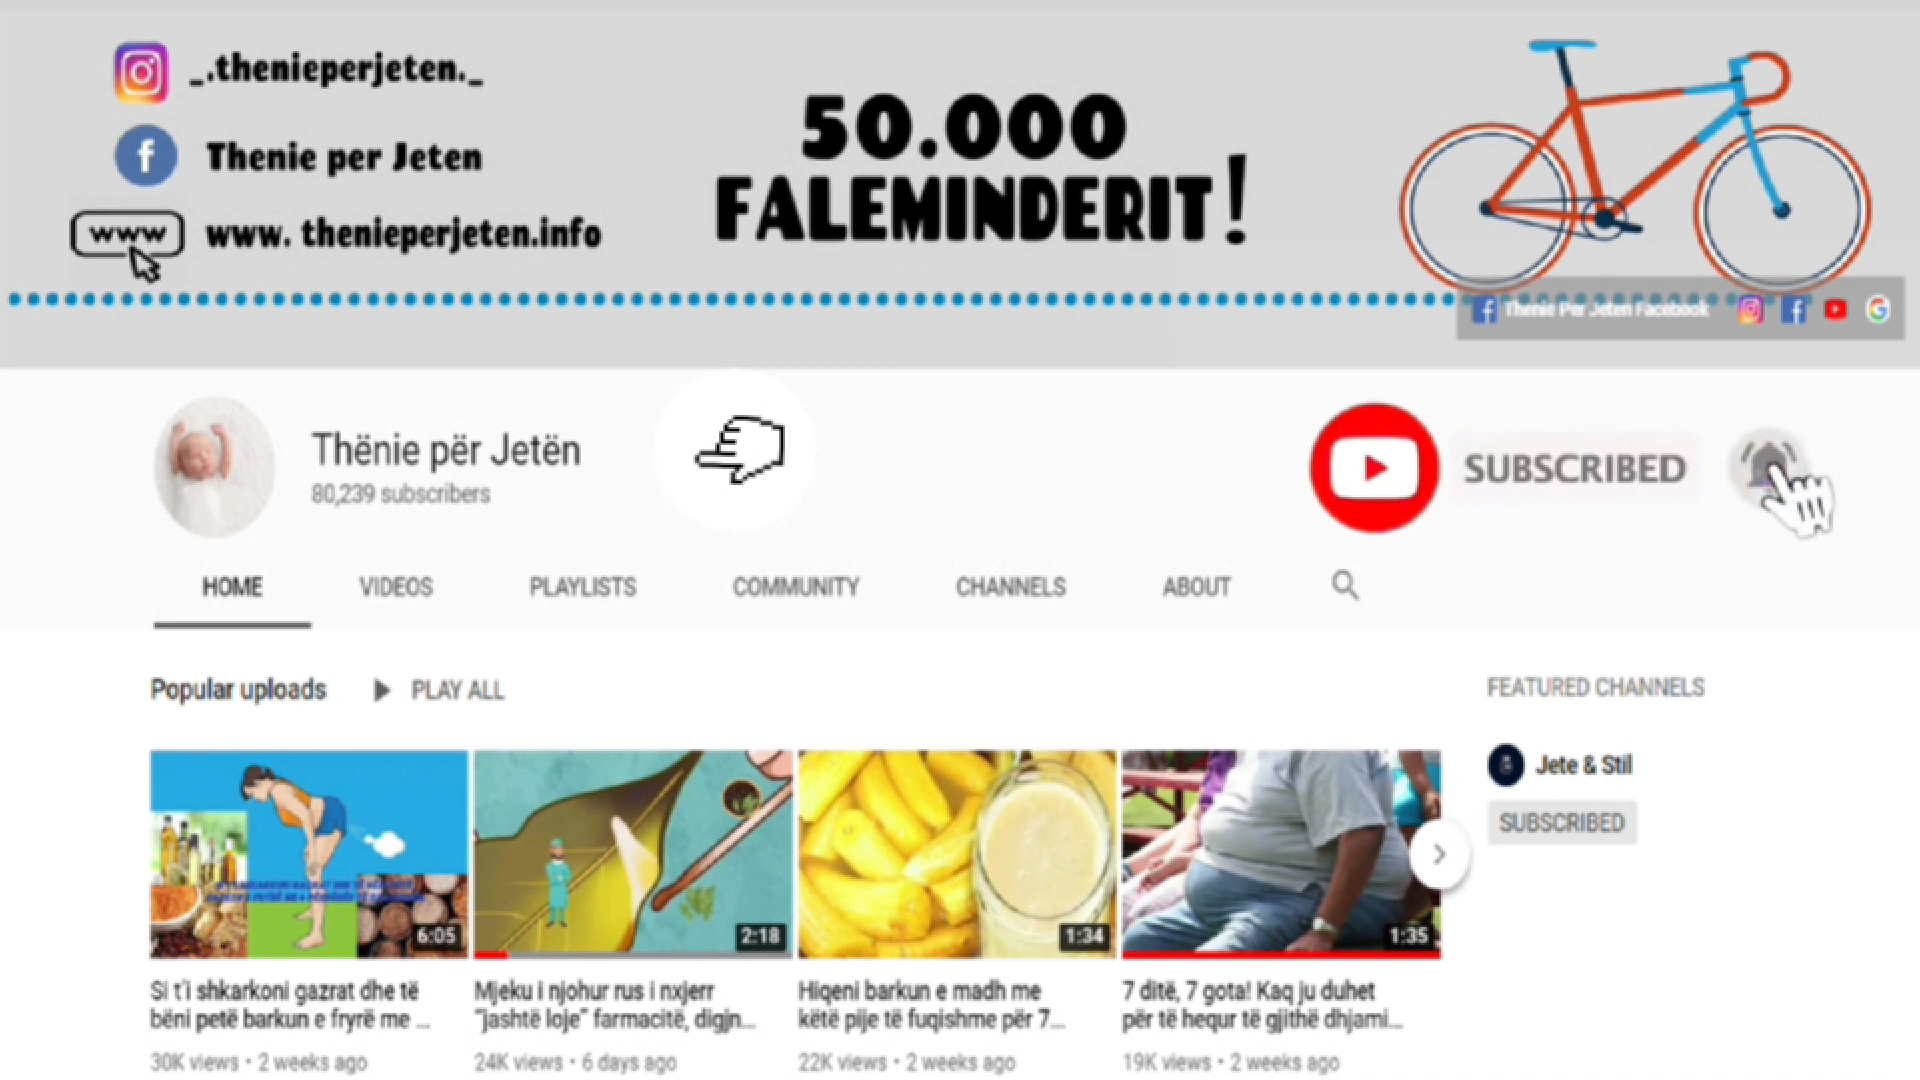 _.thenieperjeten._
Thenie per Jeten
www
www. thenieperjeten.info
50.000
FALEMINDERIT!
Thenie Per Jeten Facebook
Thënie për Jetën
80,239 subscribers
SUBSCRIBED
HOME VIDEOS PLAYLISTS COMMUNITY CHANNELS ABOUT
Popular uploads PLAY ALL
FEATURED CHANNELS
Jete & Stil
SUBSCRIBED
6:05
Si t'i shkarkoni gazrat dhe të
bëni petë barkun e fryrë me ...
30K views • 2 weeks ago
2:18
Mjeku i njohur rus i nxjerr
"jashtë loje" farmacitë, digjn...
24K views • 6 days ago
1:34
Hiqeni barkun e madh me
këtë pije të fuqishme për 7...
22K views • 2 weeks ago
1:35
7 ditë, 7 gota! Kaq ju duhet
për të hequr të gjithë dhjami...
19K views • 2 weeks ago